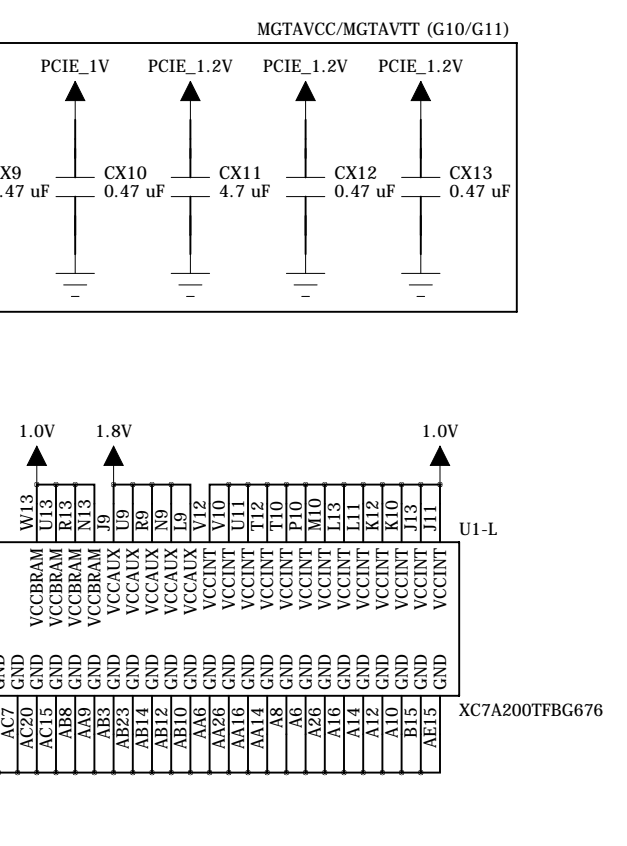 MGTAVCC/MGTAVTT (G10/G11)
PCIE_1V PCIE_1.2V PCIE_1.2V PCIE_1.2V
X9 CX10 CX11 CX12 CX13
.47 uF 0.47 uF 4.7 uF 0.47 uF 0.47 uF
1.0V 1.8V 1.0V
W13 U13 R13 N13 J9 U9 R9 N9 L9 V12 V10 U11 T12 T10 P10 M10 L13 L11 K12 K10 J13 J11
U1-L
VCCBRAM VCCBRAM VCCBRAM VCCBRAM VCCAUX VCCAUX VCCAUX VCCAUX VCCAUX VCCINT VCCINT VCCINT VCCINT VCCINT VCCINT VCCINT VCCINT VCCINT VCCINT VCCINT VCCINT VCCINT
GND GND GND GND GND GND GND GND GND GND GND GND GND GND GND GND GND GND GND GND GND GND GND GND
AC7 AC20 AC15 AB8 AA9 AB3 AB23 AB14 AB12 AB10 AA6 AA26 AA16 AA14 A8 A6 A26 A16 A14 A12 A10 B15 AE15
XC7A200TFBG676